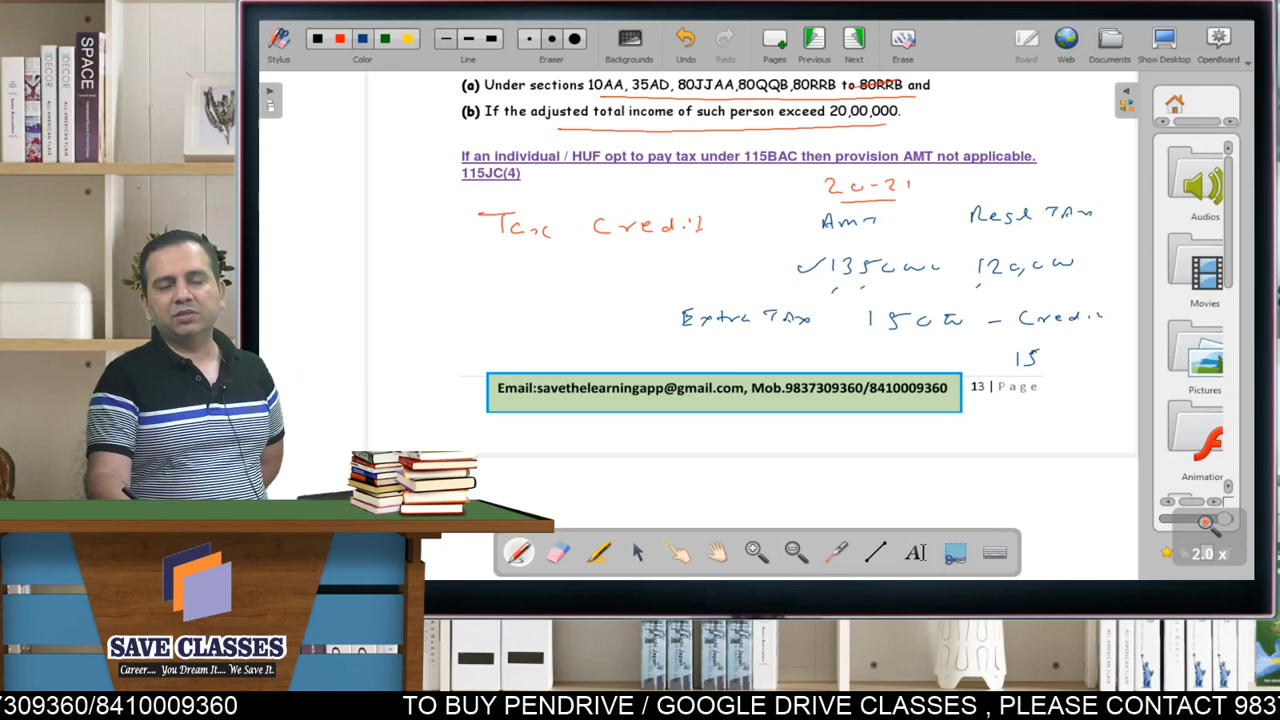 Stylus
Color
Line
Eraser
Backgrounds
Undo
Redo
Pages
Previous
Next
Erase
Board
Web
Documents
Show Desktop
OpenBoard
(a) Under sections 10AA, 35AD, 80JJAA,80QQB,80RRB to 80RRB and
(b) If the adjusted total income of such person exceed 20,00,000.
If an individual / HUF opt to pay tax under 115BAC then provision AMT not applicable.
115JC(4)
20-21
Tax Credit
AMT
Regl Tax
135000
120,00
Extra Tax 15000 - Credit
15
Email:savethelearningapp@gmail.com, Mob.9837309360/8410009360
13 | Page
Audios
Movies
Pictures
Animation
2.0 x
SPACE
SAVE CLASSES
Career.... You Dream It.... We Save It.
7309360/8410009360
TO BUY PENDRIVE / GOOGLE DRIVE CLASSES , PLEASE CONTACT 983